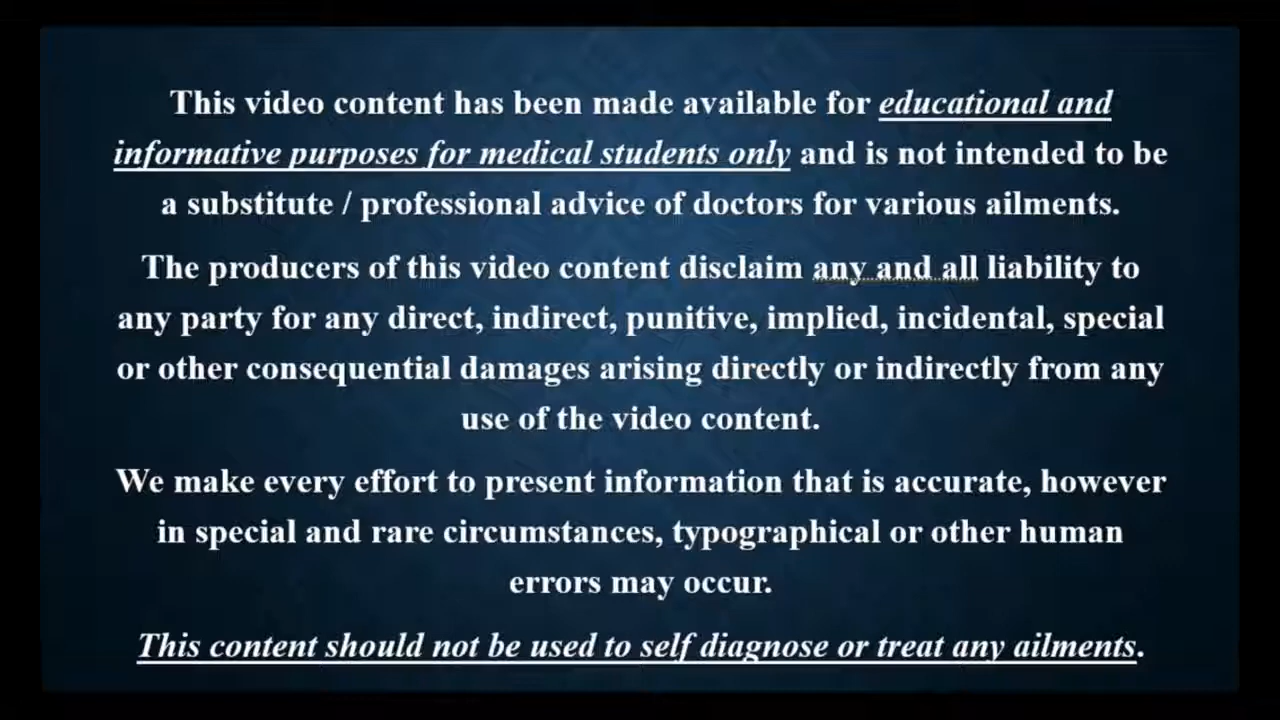 This video content has been made available for educational and
informative purposes for medical students only and is not intended to be
a substitute / professional advice of doctors for various ailments.
The producers of this video content disclaim any and all liability to
any party for any direct, indirect, punitive, implied, incidental, special
or other consequential damages arising directly or indirectly from any
use of the video content.
We make every effort to present information that is accurate, however
in special and rare circumstances, typographical or other human
errors may occur.
This content should not be used to self diagnose or treat any ailments.